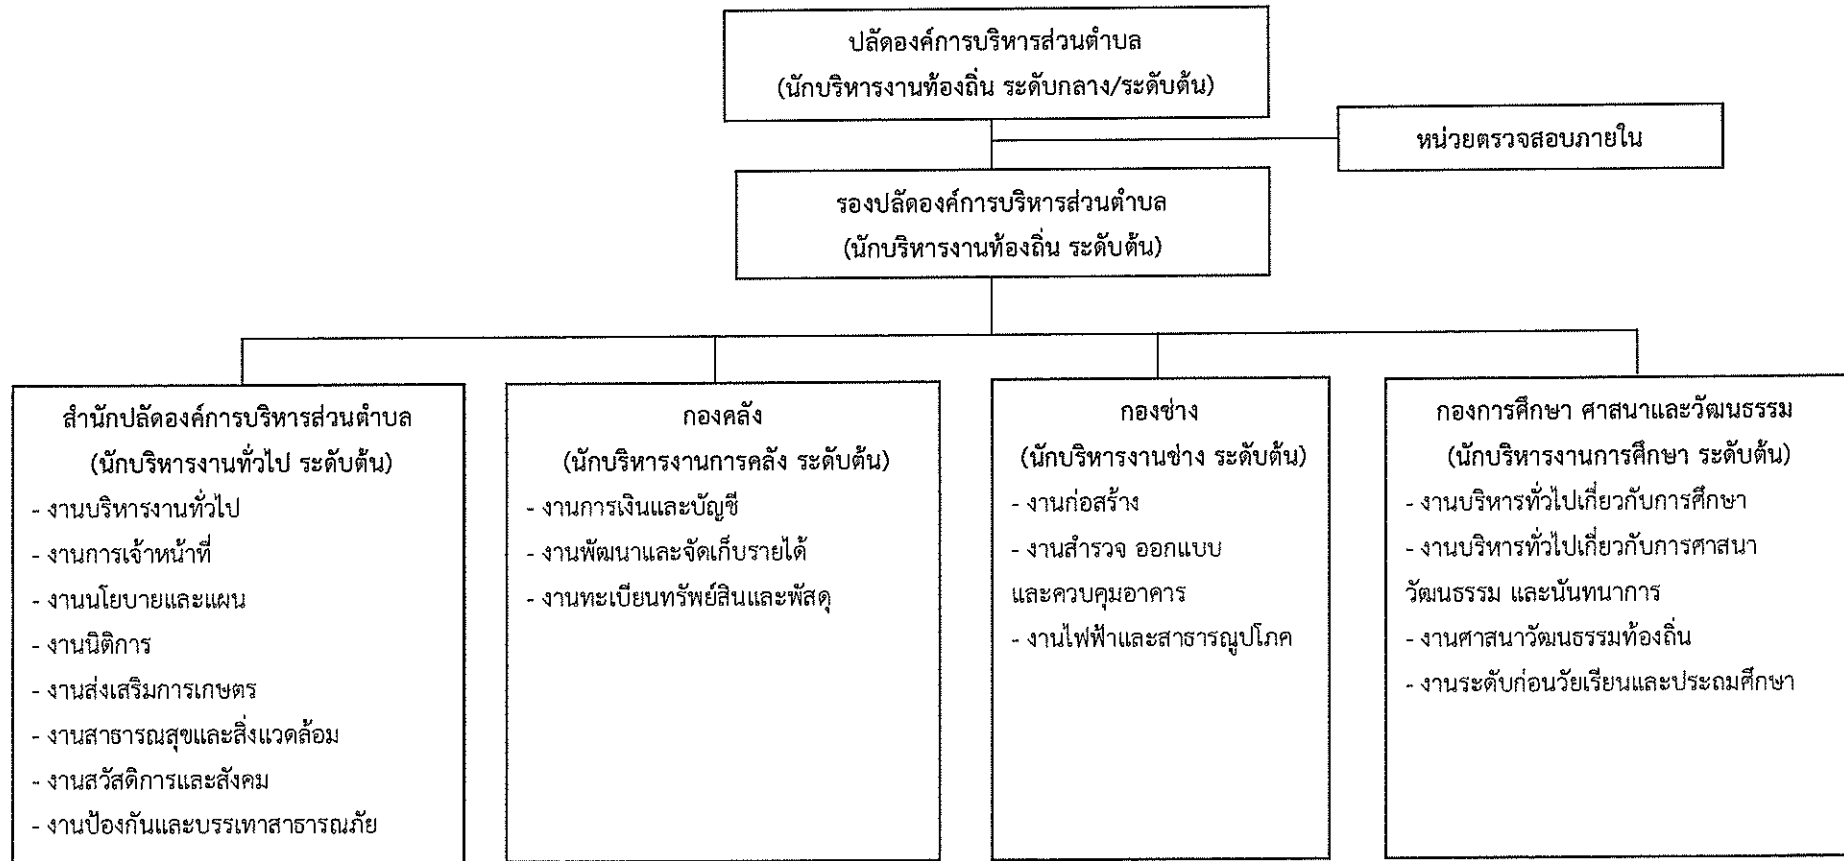 ปลัดองค์การบริหารส่วนตำบล
(นักบริหารงานท้องถิ่น ระดับกลาง/ระดับต้น)
หน่วยตรวจสอบภายใน
รองปลัดองค์การบริหารส่วนตำบล
(นักบริหารงานท้องถิ่น ระดับต้น)
สำนักปลัดองค์การบริหารส่วนตำบล
(นักบริหารงานทั่วไป ระดับต้น)
- งานบริหารงานทั่วไป
- งานการเจ้าหน้าที่
- งานนโยบายและแผน
- งานนิติการ
- งานส่งเสริมการเกษตร
- งานสาธารณสุขและสิ่งแวดล้อม
- งานสวัสดิการและสังคม
- งานป้องกันและบรรเทาสาธารณภัย
กองคลัง
(นักบริหารงานการคลัง ระดับต้น)
- งานการเงินและบัญชี
- งานพัฒนาและจัดเก็บรายได้
- งานทะเบียนทรัพย์สินและพัสดุ
กองช่าง
(นักบริหารงานช่าง ระดับต้น)
- งานก่อสร้าง
- งานสำรวจ ออกแบบ
และควบคุมอาคาร
- งานไฟฟ้าและสาธารณูปโภค
กองการศึกษา ศาสนาและวัฒนธรรม
(นักบริหารงานการศึกษา ระดับต้น)
- งานบริหารทั่วไปเกี่ยวกับการศึกษา
- งานบริหารทั่วไปเกี่ยวกับการศาสนา
วัฒนธรรม และนันทนาการ
- งานศาสนาวัฒนธรรมท้องถิ่น
- งานระดับก่อนวัยเรียนและประถมศึกษา